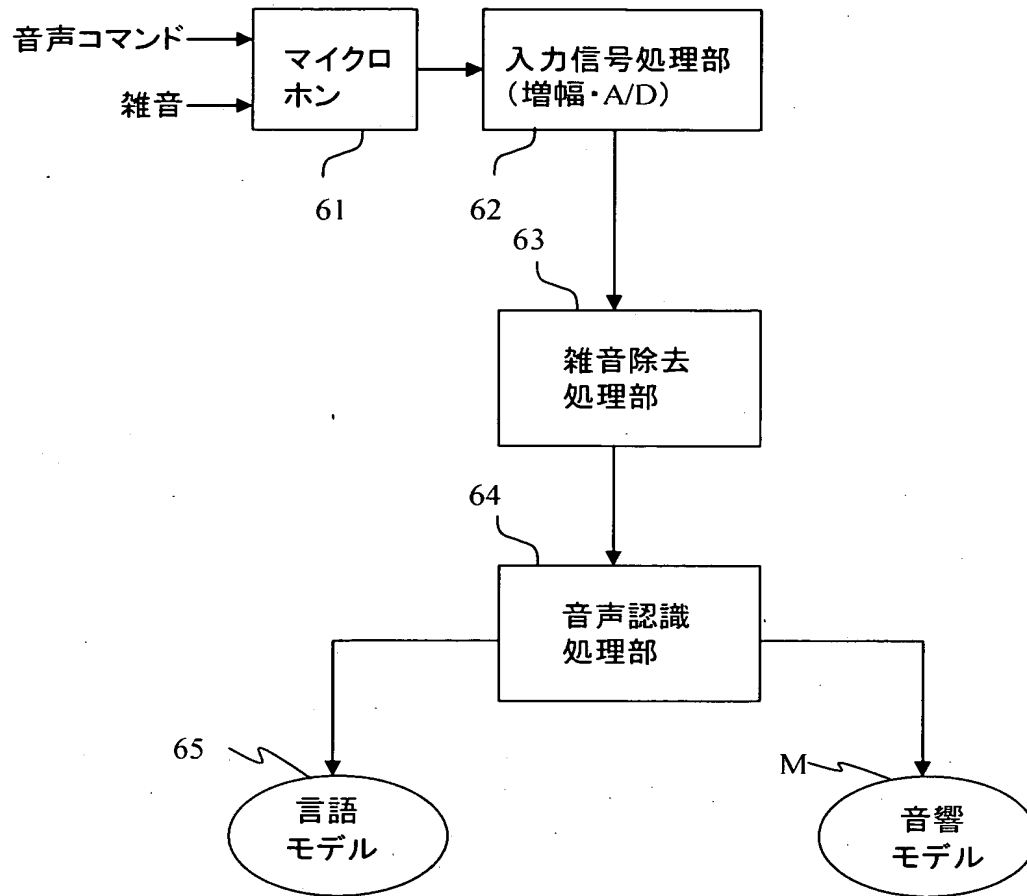 音声コマンド
雑音
マイクロ
ホン
入力信号処理部
(増幅・A/D)
61
62
63
雑音除去
処理部
64
音声認識
処理部
65
言語
モデル
M
音響
モデル